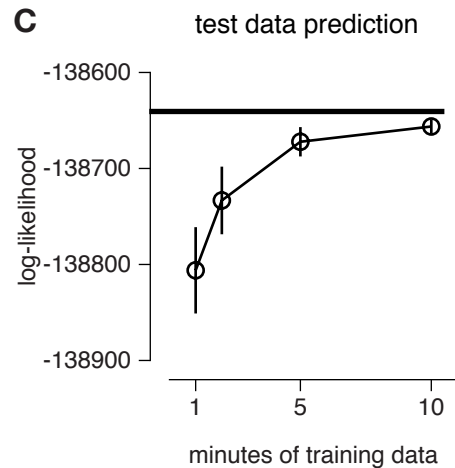 C
test data prediction
log-likelihood
-138600
-138700
-138800
-138900
1 5 10
minutes of training data